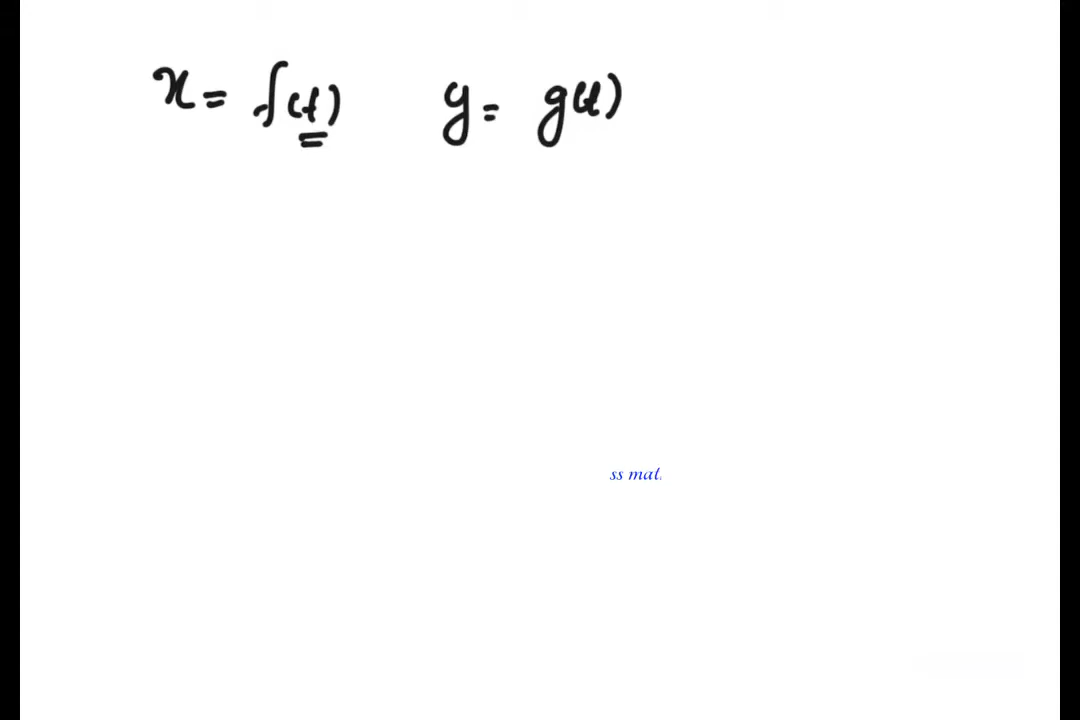 x = f(t) y = g(t)
ss mat